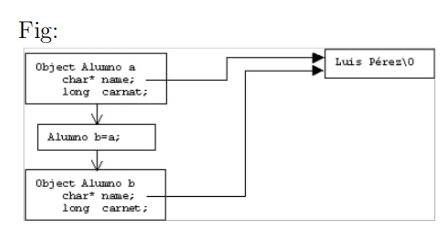 Fig:
Object Alumno a
char* name;
long carnat;
Luis Pérez\0
Alumno b=a;
Object Alumno b
char* name;
long carnet;